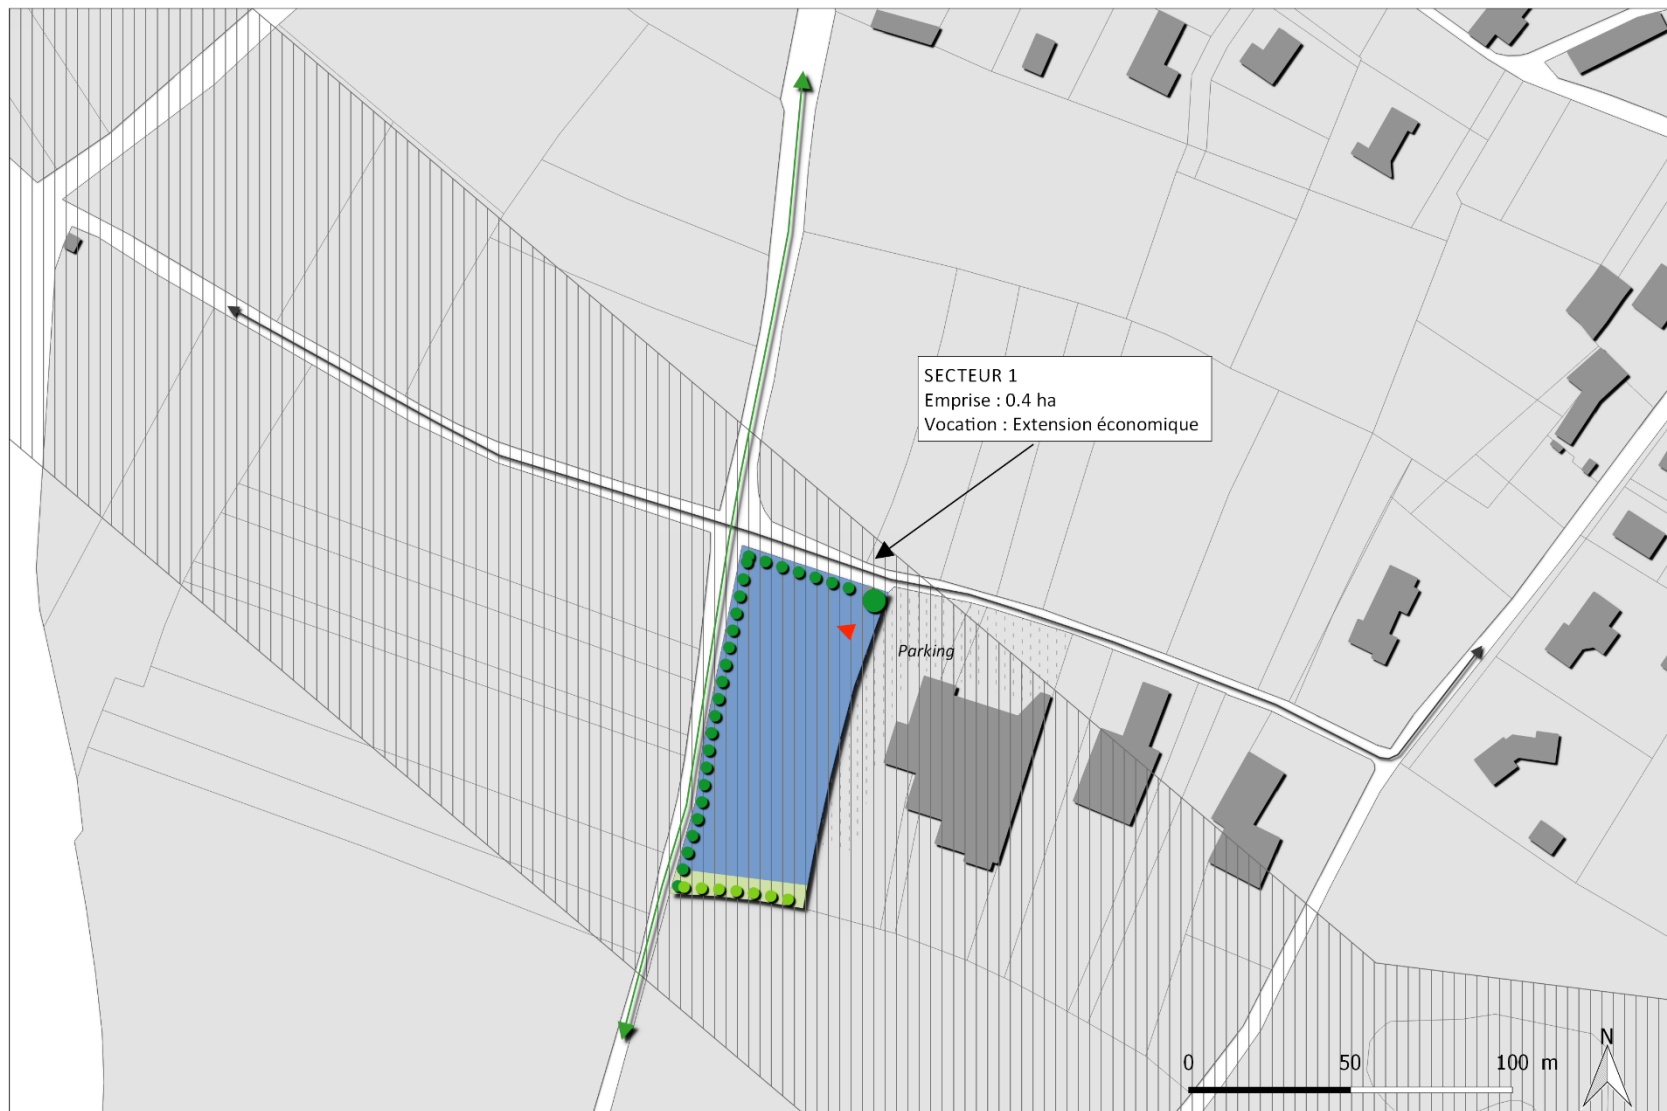 SECTEUR 1
Emprise : 0.4 ha
Vocation : Extension économique
Parking
N
0 50 100 m